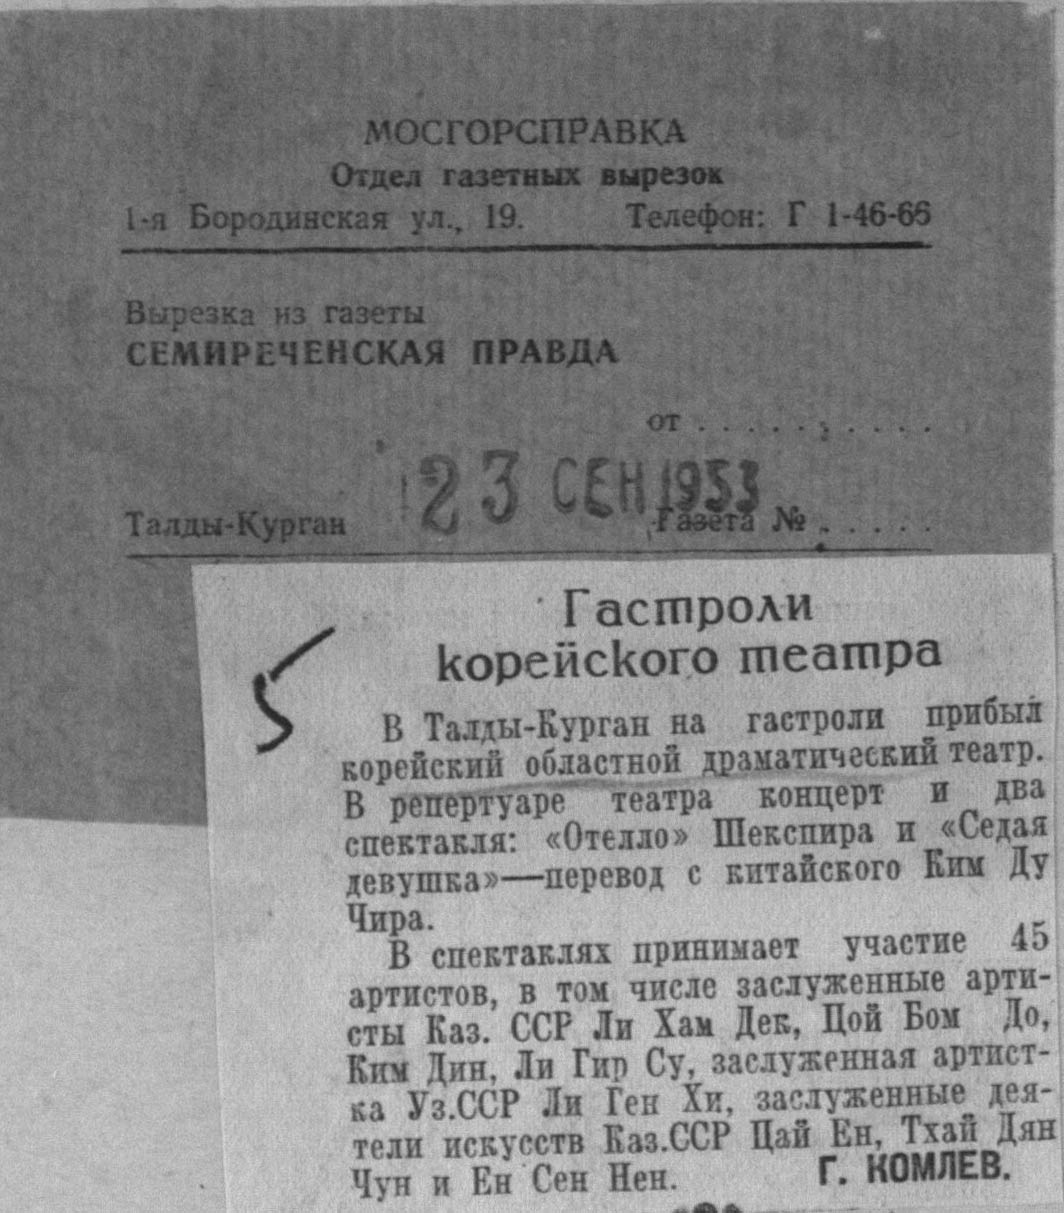 МОСГОРСПРАВКА
Отдел газетных вырезок
1-я Бородинская ул., 19. Телефон: Г 1-46-66
Вырезка из газеты
СЕМИРЕЧЕНСКАЯ ПРАВДА
от . . . . . . . . . .
23 СЕН 1953
Талды-Курган Газета № . . . . .
5
Гастроли
корейского театра
В Талды-Курган на гастроли прибыл
корейский областной драматический театр.
В репертуаре театра концерт и два
спектакля: «Отелло» Шекспира и «Седая
девушка»—перевод с китайского Ким Ду
Чира.
В спектаклях принимает участие 45
артистов, в том числе заслуженные арти-
сты Каз. ССР Ли Хам Дек, Цой Бом До,
Ким Дин, Ли Гир Су, заслуженная артист-
ка Уз.ССР Ли Ген Хи, заслуженные дея-
тели искусств Каз.ССР Цай Ен, Тхай Дян
Чун и Ен Сен Нен. Г. КОМЛЕВ.